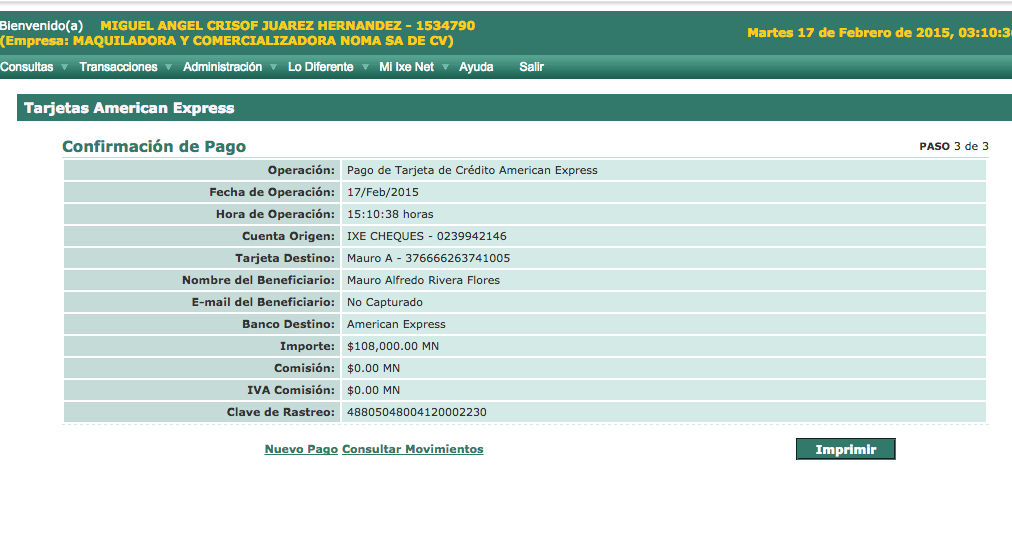 Bienvenido(a) MIGUEL ANGEL CRISOF JUAREZ HERNANDEZ - 1534790
(Empresa: MAQUILADORA Y COMERCIALIZADORA NOMA SA DE CV)
Martes 17 de Febrero de 2015, 03:10:3
Consultas Transacciones Administración Lo Diferente Mi Ixe Net Ayuda Salir
Tarjetas American Express
Confirmación de Pago PASO 3 de 3
Operación: Pago de Tarjeta de Crédito American Express
Fecha de Operación: 17/Feb/2015
Hora de Operación: 15:10:38 horas
Cuenta Origen: IXE CHEQUES - 0239942146
Tarjeta Destino: Mauro A - 376666263741005
Nombre del Beneficiario: Mauro Alfredo Rivera Flores
E-mail del Beneficiario: No Capturado
Banco Destino: American Express
Importe: $108,000.00 MN
Comisión: $0.00 MN
IVA Comisión: $0.00 MN
Clave de Rastreo: 48805048004120002230
Nuevo Pago Consultar Movimientos Imprimir